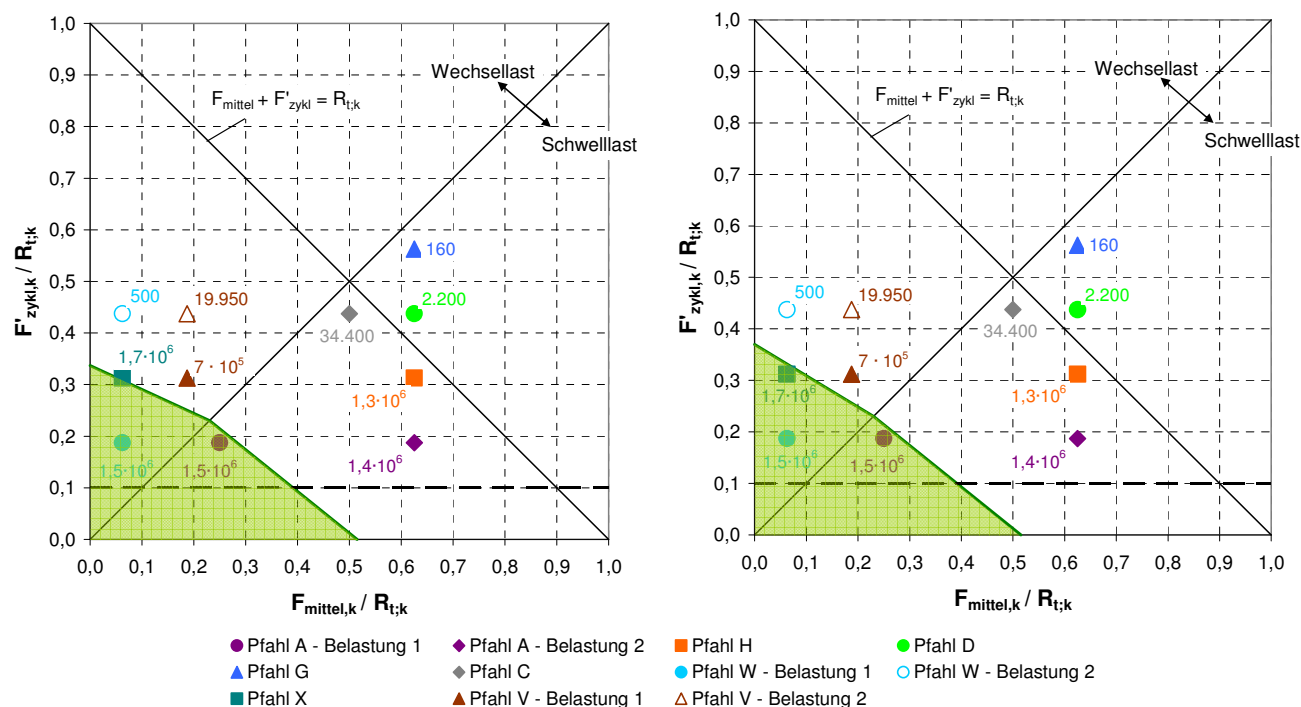 1,0
0,9
0,8
0,7
0,6
0,5
0,4
0,3
0,2
0,1
0,0
F'zykl,k / Rt;k
Wechsellast
Fmittel + F'zykl = Rt;k
Schwelllast
160
500
19.950
2.200
34.400
1,7·10⁶
7 · 10⁵
1,3·10⁶
1,5·10⁶
1,5·10⁶
1,4·10⁶
0,0 0,1 0,2 0,3 0,4 0,5 0,6 0,7 0,8 0,9 1,0
Fmittel,k / Rt;k
1,0
0,9
0,8
0,7
0,6
0,5
0,4
0,3
0,2
0,1
0,0
F'zykl,k / Rt;k
Wechsellast
Fmittel + F'zykl = Rt;k
Schwelllast
160
500
19.950
2.200
34.400
7 · 10⁵
1,7·10⁶
1,3·10⁶
1,5·10⁶
1,5·10⁶
1,4·10⁶
0,0 0,1 0,2 0,3 0,4 0,5 0,6 0,7 0,8 0,9 1,0
Fmittel,k / Rt;k
Pfahl A - Belastung 1 Pfahl A - Belastung 2 Pfahl H Pfahl D
Pfahl G Pfahl C Pfahl W - Belastung 1 Pfahl W - Belastung 2
Pfahl X Pfahl V - Belastung 1 Pfahl V - Belastung 2